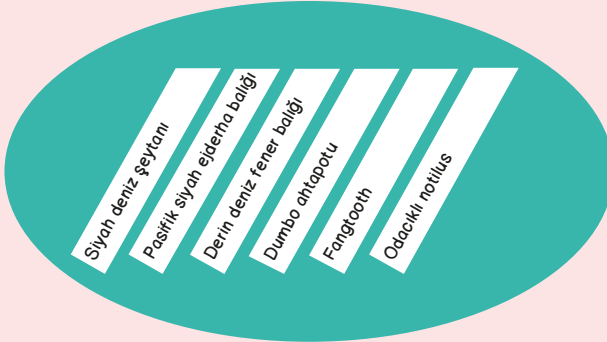 Siyah deniz şeytanı
Pasifik siyah ejderha balığı
Derin deniz fener balığı
Dumbo ahtapotu
Fangtooth
Odacıklı notilus